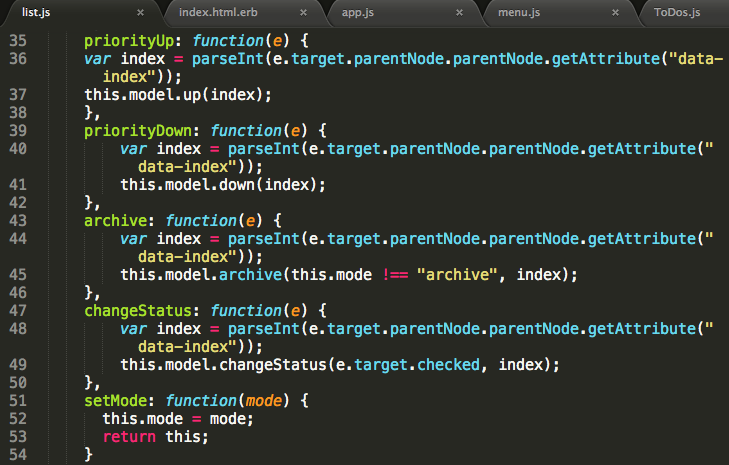 list.js × index.html.erb × app.js × menu.js × ToDos.js
35 priorityUp: function(e) {
36 var index = parseInt(e.target.parentNode.parentNode.getAttribute("data-
index"));
37 this.model.up(index);
38 },
39 priorityDown: function(e) {
40 var index = parseInt(e.target.parentNode.parentNode.getAttribute("
data-index"));
41 this.model.down(index);
42 },
43 archive: function(e) {
44 var index = parseInt(e.target.parentNode.parentNode.getAttribute("
data-index"));
45 this.model.archive(this.mode !== "archive", index);
46 },
47 changeStatus: function(e) {
48 var index = parseInt(e.target.parentNode.parentNode.getAttribute("
data-index"));
49 this.model.changeStatus(e.target.checked, index);
50 },
51 setMode: function(mode) {
52 this.mode = mode;
53 return this;
54 }